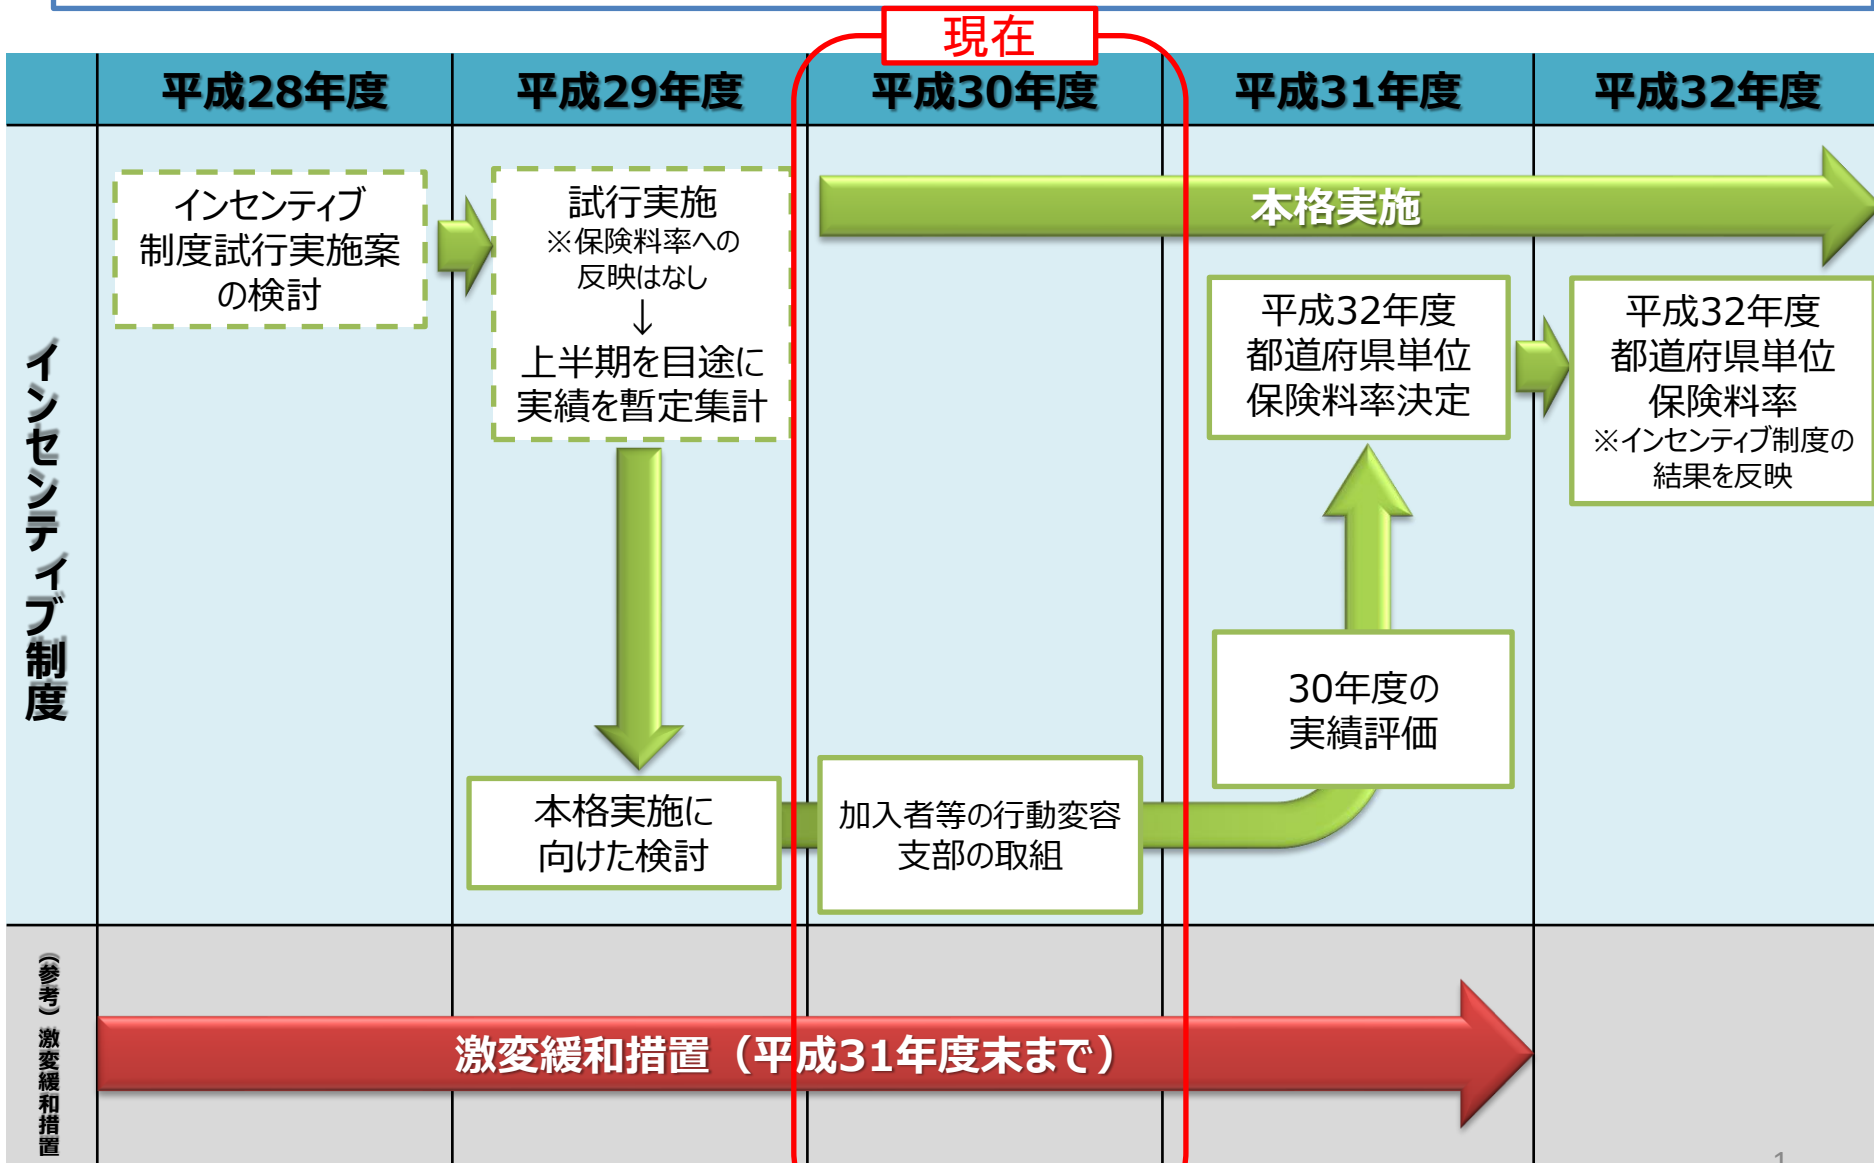 現在
平成28年度
平成29年度
平成30年度
平成31年度
平成32年度
インセンティブ制度
インセンティブ
制度試行実施案
の検討
試行実施
※保険料率への
反映はなし
↓
上半期を目途に
実績を暫定集計
本格実施に
向けた検討
本格実施
加入者等の行動変容
支部の取組
平成32年度
都道府県単位
保険料率決定
30年度の
実績評価
平成32年度
都道府県単位
保険料率
※インセンティブ制度の
結果を反映
（参考）激変緩和措置
激変緩和措置（平成31年度末まで）
1